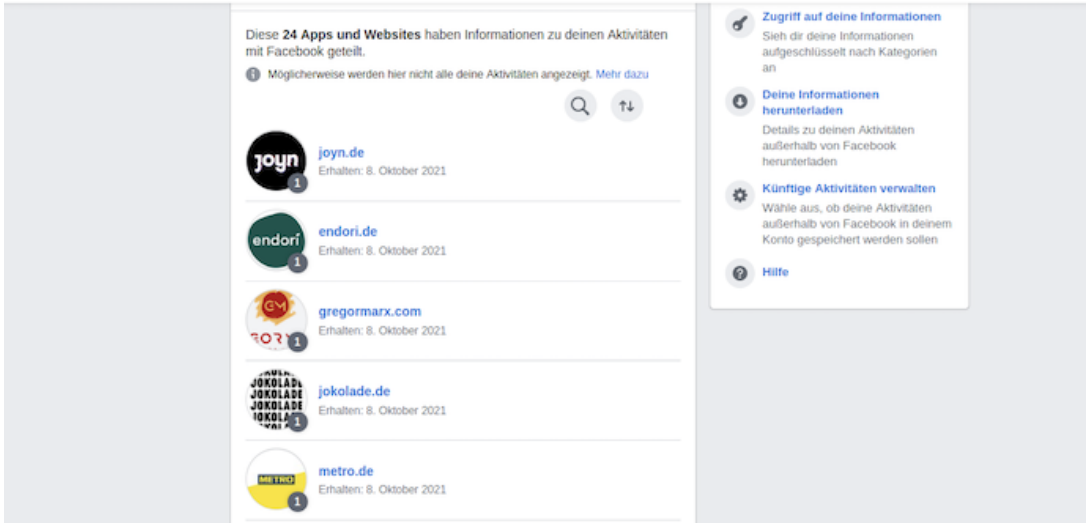 Diese 24 Apps und Websites haben Informationen zu deinen Aktivitäten
mit Facebook geteilt.
Möglicherweise werden hier nicht alle deine Aktivitäten angezeigt. Mehr dazu
joyn
1
joyn.de
Erhalten: 8. Oktober 2021
endori
1
endori.de
Erhalten: 8. Oktober 2021
GM
1
gregormarx.com
Erhalten: 8. Oktober 2021
JOKOLADE
JOKOLADE
JOKOLADE
1
jokolade.de
Erhalten: 8. Oktober 2021
METRO
1
metro.de
Erhalten: 8. Oktober 2021
Zugriff auf deine Informationen
Sieh dir deine Informationen
aufgeschlüsselt nach Kategorien
an
Deine Informationen
herunterladen
Details zu deinen Aktivitäten
außerhalb von Facebook
herunterladen
Künftige Aktivitäten verwalten
Wähle aus, ob deine Aktivitäten
außerhalb von Facebook in deinem
Konto gespeichert werden sollen
Hilfe